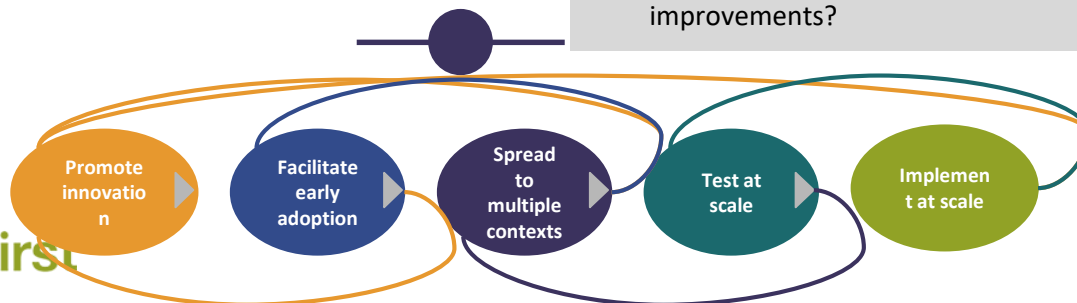 improvements?
Promote
innovatio
n
Facilitate
early
adoption
Spread
to
multiple
contexts
Test at
scale
Implemen
t at scale
irst